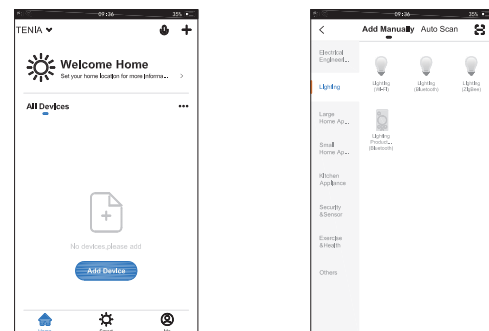 09:36
35%
TENIA
Welcome Home
Set your home location for more informa...
All Devices
No devices,please add
Add Device
Home
Smart
Me
09:36
35%
Add Manually Auto Scan
Electrical
Engineeri...
Lighting
Large
Home Ap...
Small
Home Ap...
Kitchen
Appliance
Security
&Sensor
Exercise
&Health
Others
Lighting
(Wi-Fi)
Lighting
(Bluetooth)
Lighting
(ZigBee)
Lighting
Product...
(Bluetooth)